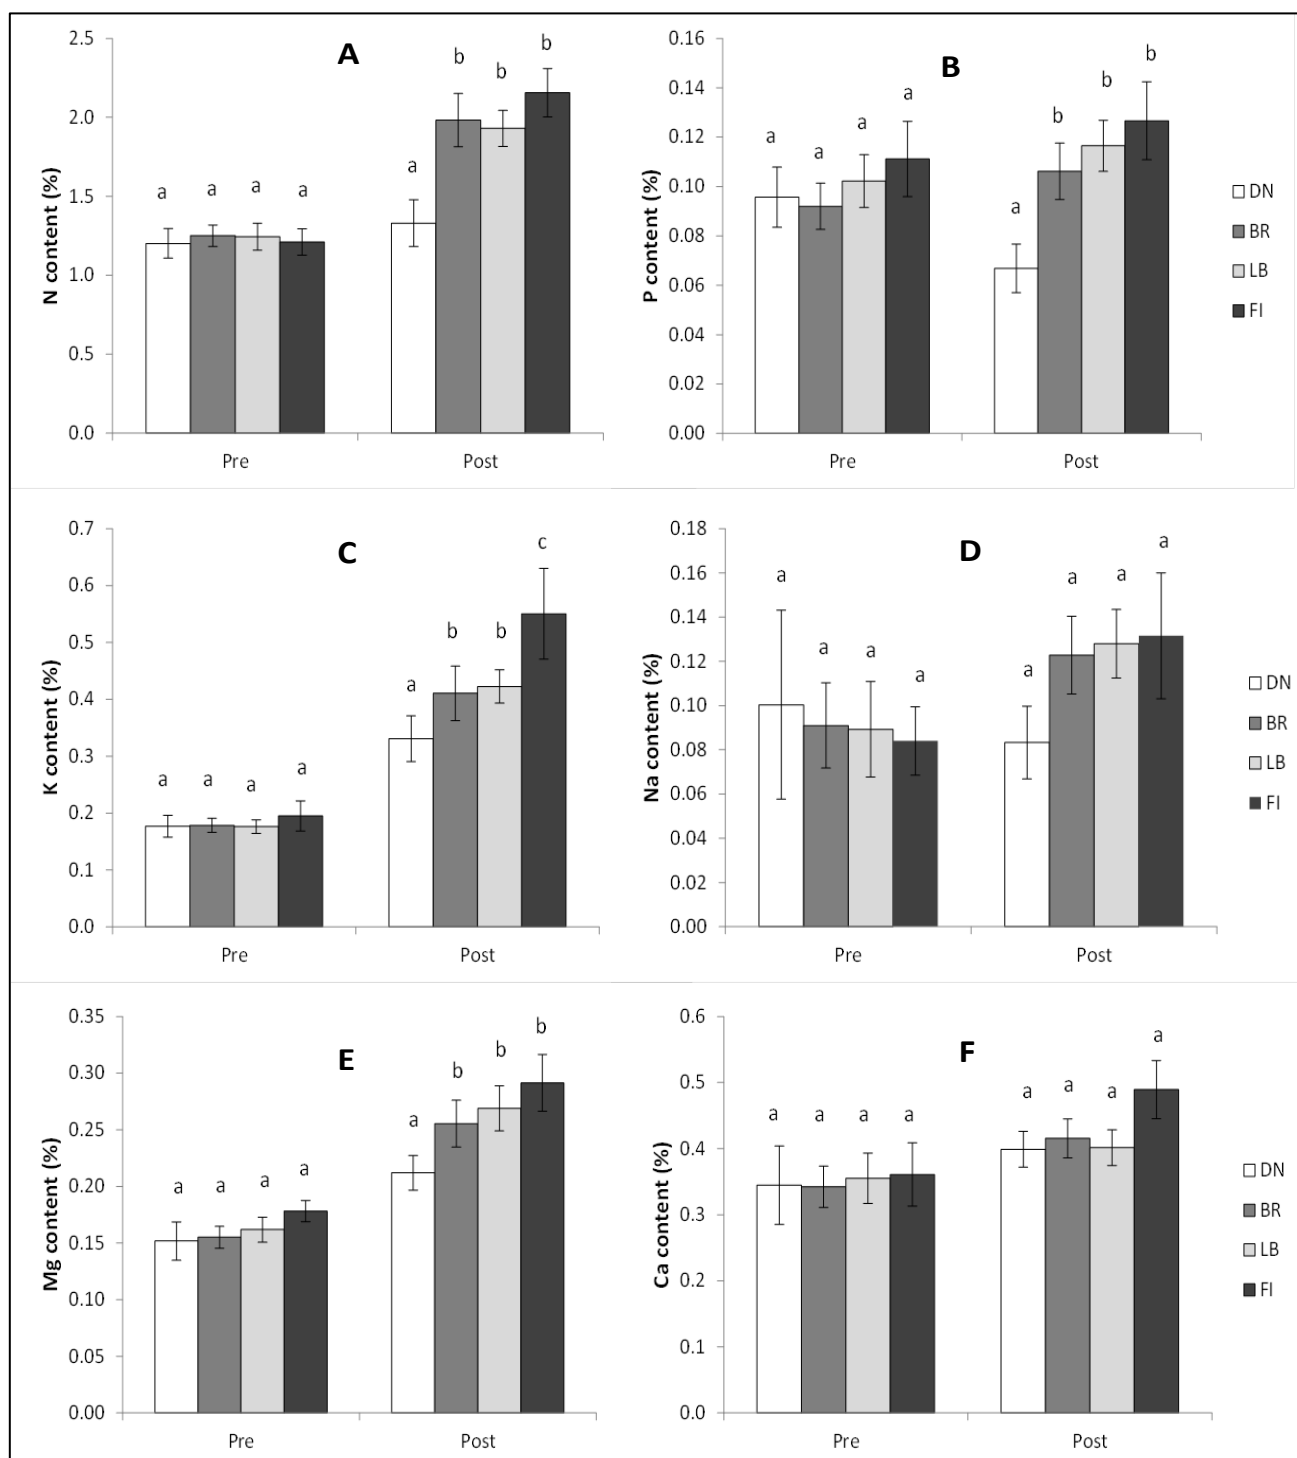 A
N content (%)
2.5
2.0
1.5
1.0
0.5
0.0
a a a a
a b b b
Pre Post
B
P content (%)
0.16
0.14
0.12
0.10
0.08
0.06
0.04
0.02
0.00
a a a a
a b b b
Pre Post
DN
BR
LB
FI
C
K content (%)
0.7
0.6
0.5
0.4
0.3
0.2
0.1
0.0
a a a a
a b b c
Pre Post
D
Na content (%)
0.18
0.16
0.14
0.12
0.10
0.08
0.06
0.04
0.02
0.00
a a a a
a a a a
Pre Post
DN
BR
LB
FI
E
Mg content (%)
0.35
0.30
0.25
0.20
0.15
0.10
0.05
0.00
a a a a
a b b b
Pre Post
F
Ca content (%)
0.6
0.5
0.4
0.3
0.2
0.1
0.0
a a a a
a a a a
Pre Post
DN
BR
LB
FI